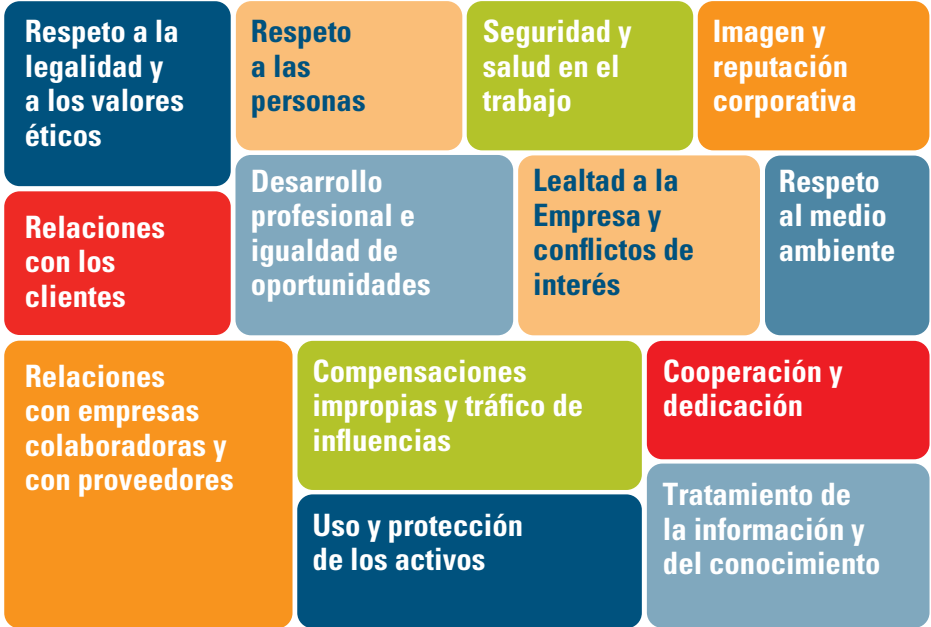 Respeto a la
legalidad y
a los valores
éticos
Respeto
a las
personas
Seguridad y
salud en el
trabajo
Imagen y
reputación
corporativa
Relaciones
con los
clientes
Desarrollo
profesional e
igualdad de
oportunidades
Lealtad a la
Empresa y
conflictos de
interés
Respeto
al medio
ambiente
Relaciones
con empresas
colaboradoras y
con proveedores
Compensaciones
impropias y tráfico de
influencias
Cooperación y
dedicación
Uso y protección
de los activos
Tratamiento de
la información y
del conocimiento